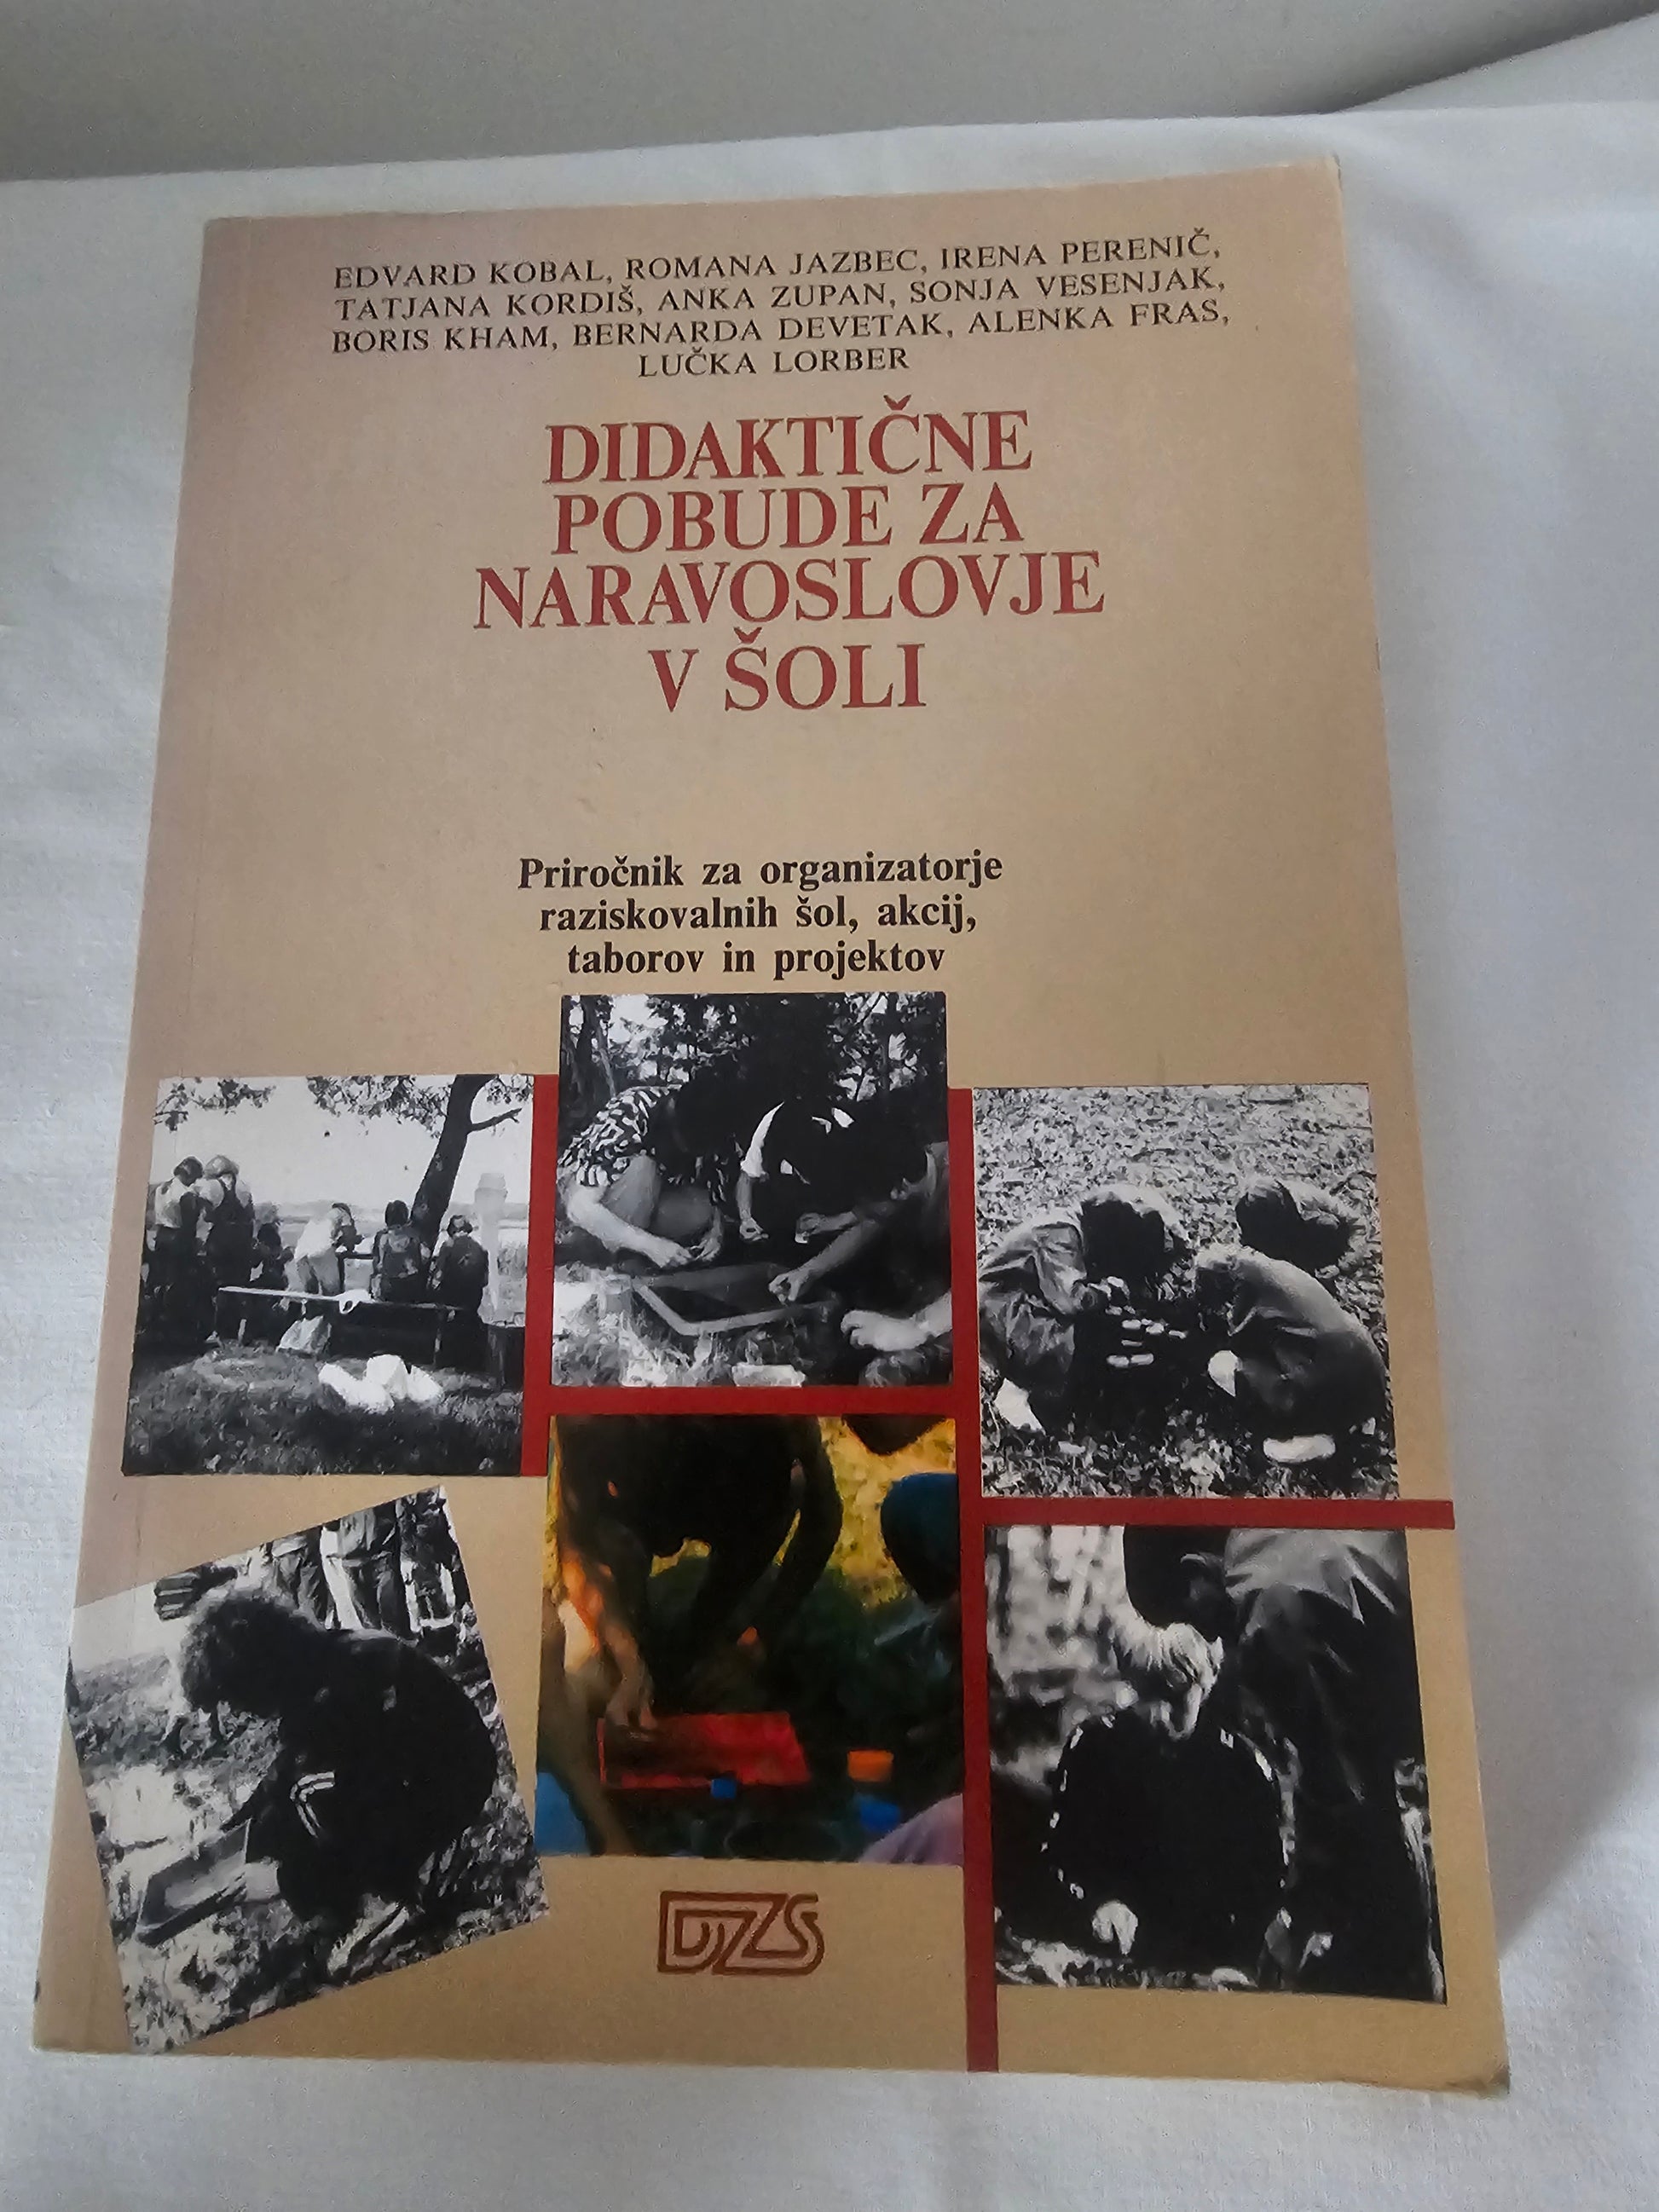 EDVARD KOBAL, ROMANA JAZBEC, IRENA PERENIČ,
TATJANA KORDIŠ, ANKA ZUPAN, SONJA VESENJAK,
BORIS KHAM, BERNARDA DEVETAK, ALENKA FRAS,
LUČKA LORBER
DIDAKTIČNE
POBUDE ZA
NARAVOSLOVJE
V ŠOLI
Priročnik za organizatorje
raziskovalnih šol, akcij,
taborov in projektov
DZS